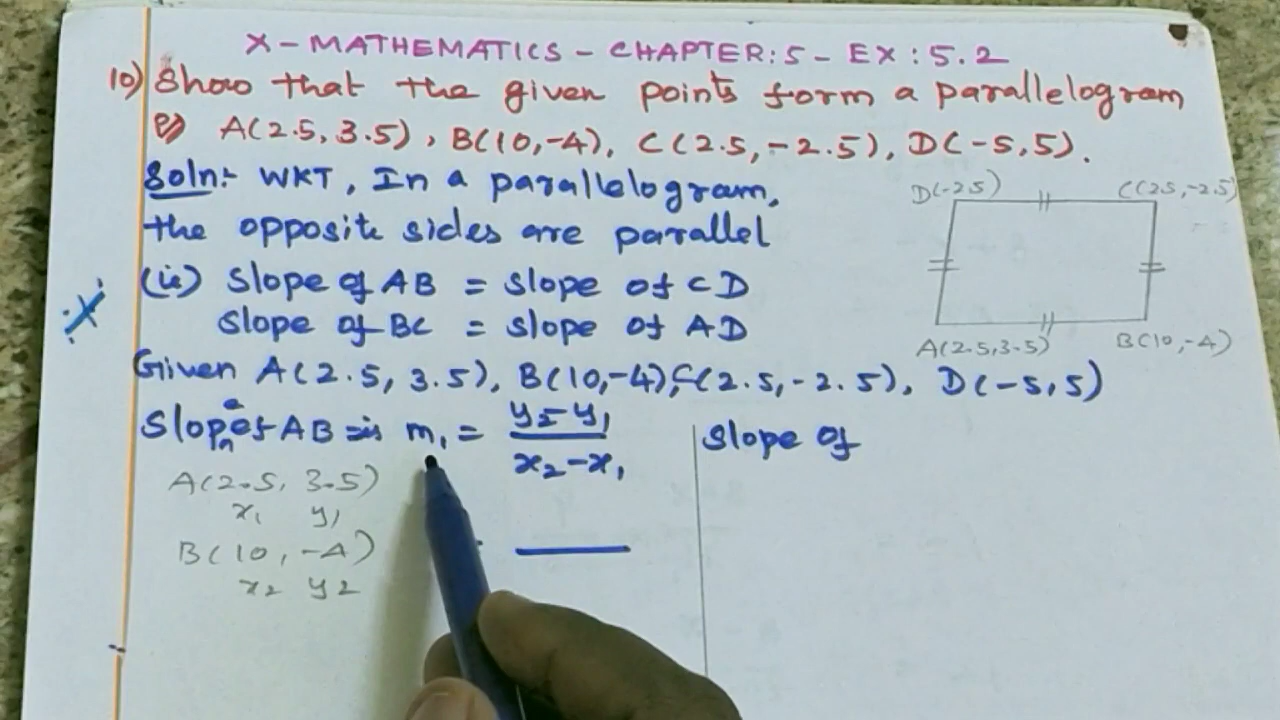 X - MATHEMATICS - CHAPTER: 5 - EX: 5.2
10) Show that the given points form a parallelogram
A(2.5, 3.5), B(10,-4), C(2.5, -2.5), D(-5,5).
Soln:- WKT, In a parallelogram,
the opposite sides are parallel
(ie) Slope of AB = Slope of CD
Slope of BC = Slope of AD
D(-25) C(25,-2.5)
A(2.5,3.5) B(10,-4)
Given A(2.5, 3.5), B(10,-4), C(2.5,-2.5), D(-5,5)
Slope of AB is m₁ = y₂-y₁
x₂-x₁
Slope of
A(2.5, 3.5)
x₁ y₁
B(10, -4)
x₂ y₂